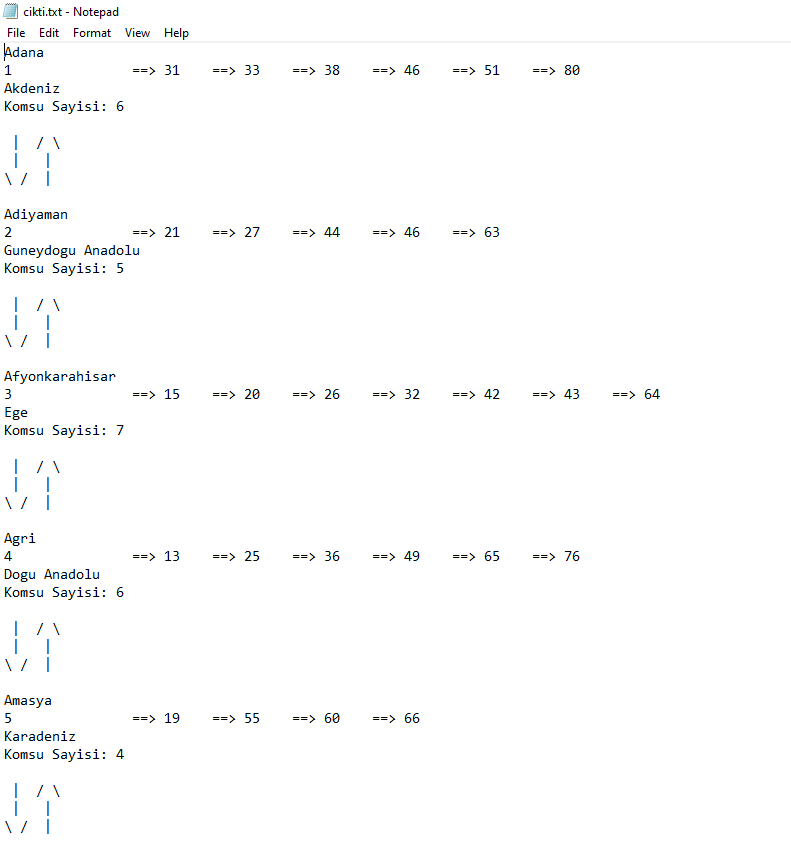 cikti.txt - Notepad
File Edit Format View Help
Adana
1               ==> 31    ==> 33    ==> 38    ==> 46    ==> 51    ==> 80
Akdeniz
Komsu Sayisi: 6
 |  / \
 |   |
\ /  |
Adiyaman
2               ==> 21    ==> 27    ==> 44    ==> 46    ==> 63
Guneydogu Anadolu
Komsu Sayisi: 5
 |  / \
 |   |
\ /  |
Afyonkarahisar
3               ==> 15    ==> 20    ==> 26    ==> 32    ==> 42    ==> 43    ==> 64
Ege
Komsu Sayisi: 7
 |  / \
 |   |
\ /  |
Agri
4               ==> 13    ==> 25    ==> 36    ==> 49    ==> 65    ==> 76
Dogu Anadolu
Komsu Sayisi: 6
 |  / \
 |   |
\ /  |
Amasya
5               ==> 19    ==> 55    ==> 60    ==> 66
Karadeniz
Komsu Sayisi: 4
 |  / \
 |   |
\ /  |